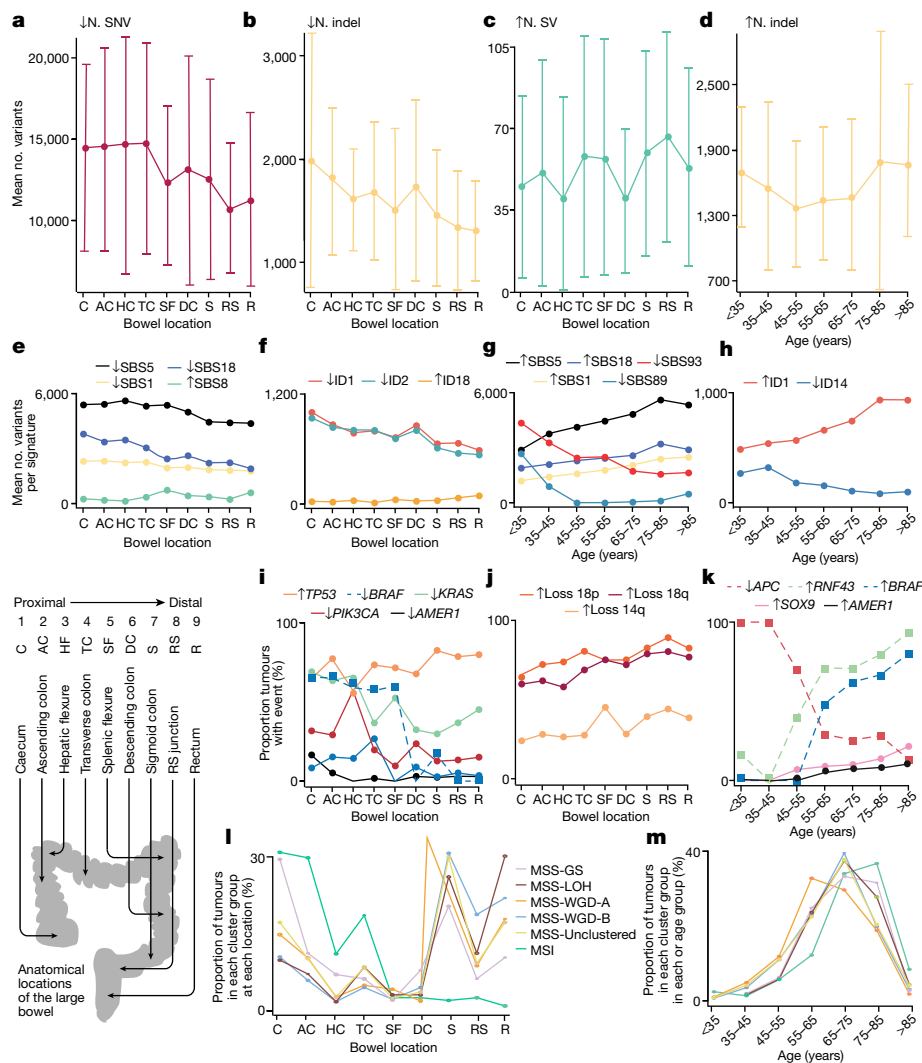 a ↓N. SNV
20,000
15,000
10,000
Mean no. variants
C AC HC TC SF DC S RS R
Bowel location
b ↓N. indel
3,000
2,000
1,000
C AC HC TC SF DC S RS R
Bowel location
c ↑N. SV
105
70
35
0
C AC HC TC SF DC S RS R
Bowel location
d ↑N. indel
2,500
1,900
1,300
700
<35 35–45 45–55 55–65 65–75 75–85 >85
Age (years)
e ↓SBS5 ↓SBS18
↓SBS1 ↑SBS8
6,000
0
Mean no. variants
per signature
C AC HC TC SF DC S RS R
Bowel location
f ↓ID1 ↓ID2 ↑ID18
1,200
0
C AC HC TC SF DC S RS R
Bowel location
g ↑SBS5 ↑SBS18 ↓SBS93
↑SBS1 ↓SBS89
6,000
0
<35 35–45 45–55 55–65 65–75 75–85 >85
Age (years)
h ↑ID1 ↓ID14
1,000
0
<35 35–45 45–55 55–65 65–75 75–85 >85
Age (years)
Proximal Distal
1 2 3 4 5 6 7 8 9
C AC HF TC SF DC S RS R
Caecum
Ascending colon
Hepatic flexure
Transverse colon
Splenic flexure
Descending colon
Sigmoid colon
RS junction
Rectum
Anatomical
locations
of the large
bowel
i ↑TP53 ↓BRAF ↓KRAS
↓PIK3CA ↓AMER1
100
0
Proportion tumours
with event (%)
C AC HC TC SF DC S RS R
Bowel location
j ↑Loss 18p ↑Loss 18q
↑Loss 14q
100
0
C AC HC TC SF DC S RS R
Bowel location
k ↓APC ↑RNF43 ↑BRAF
↑SOX9 ↑AMER1
100
0
<35 35–45 45–55 55–65 65–75 75–85 >85
Age (years)
l
30
0
Proportion of tumours
in each cluster group
at each location (%)
C AC HC TC SF DC S RS R
Bowel location
MSS-GS
MSS-LOH
MSS-WGD-A
MSS-WGD-B
MSS-Unclustered
MSI
m
40
0
Proportion of tumours
in each cluster group
in each or age group (%)
<35 35–45 45–55 55–65 65–75 75–85 >85
Age (years)